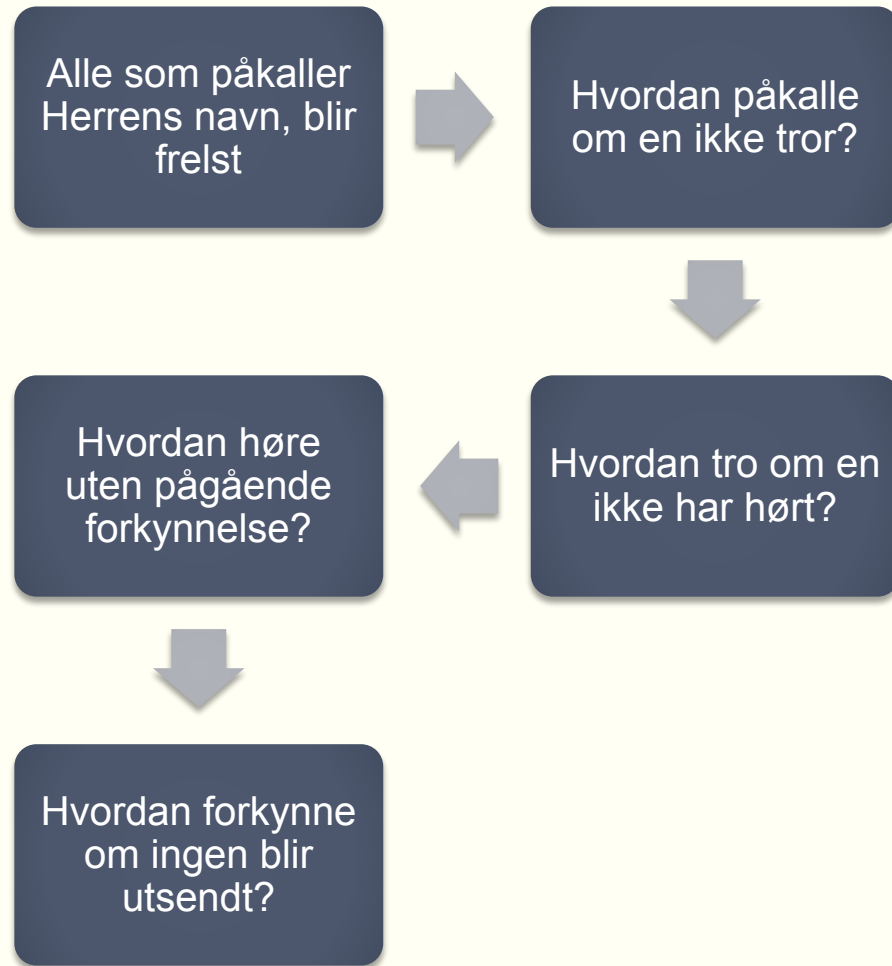 Alle som påkaller
Herrens navn, blir
frelst
Hvordan påkalle
om en ikke tror?
Hvordan tro om en
ikke har hørt?
Hvordan høre
uten pågående
forkynnelse?
Hvordan forkynne
om ingen blir
utsendt?